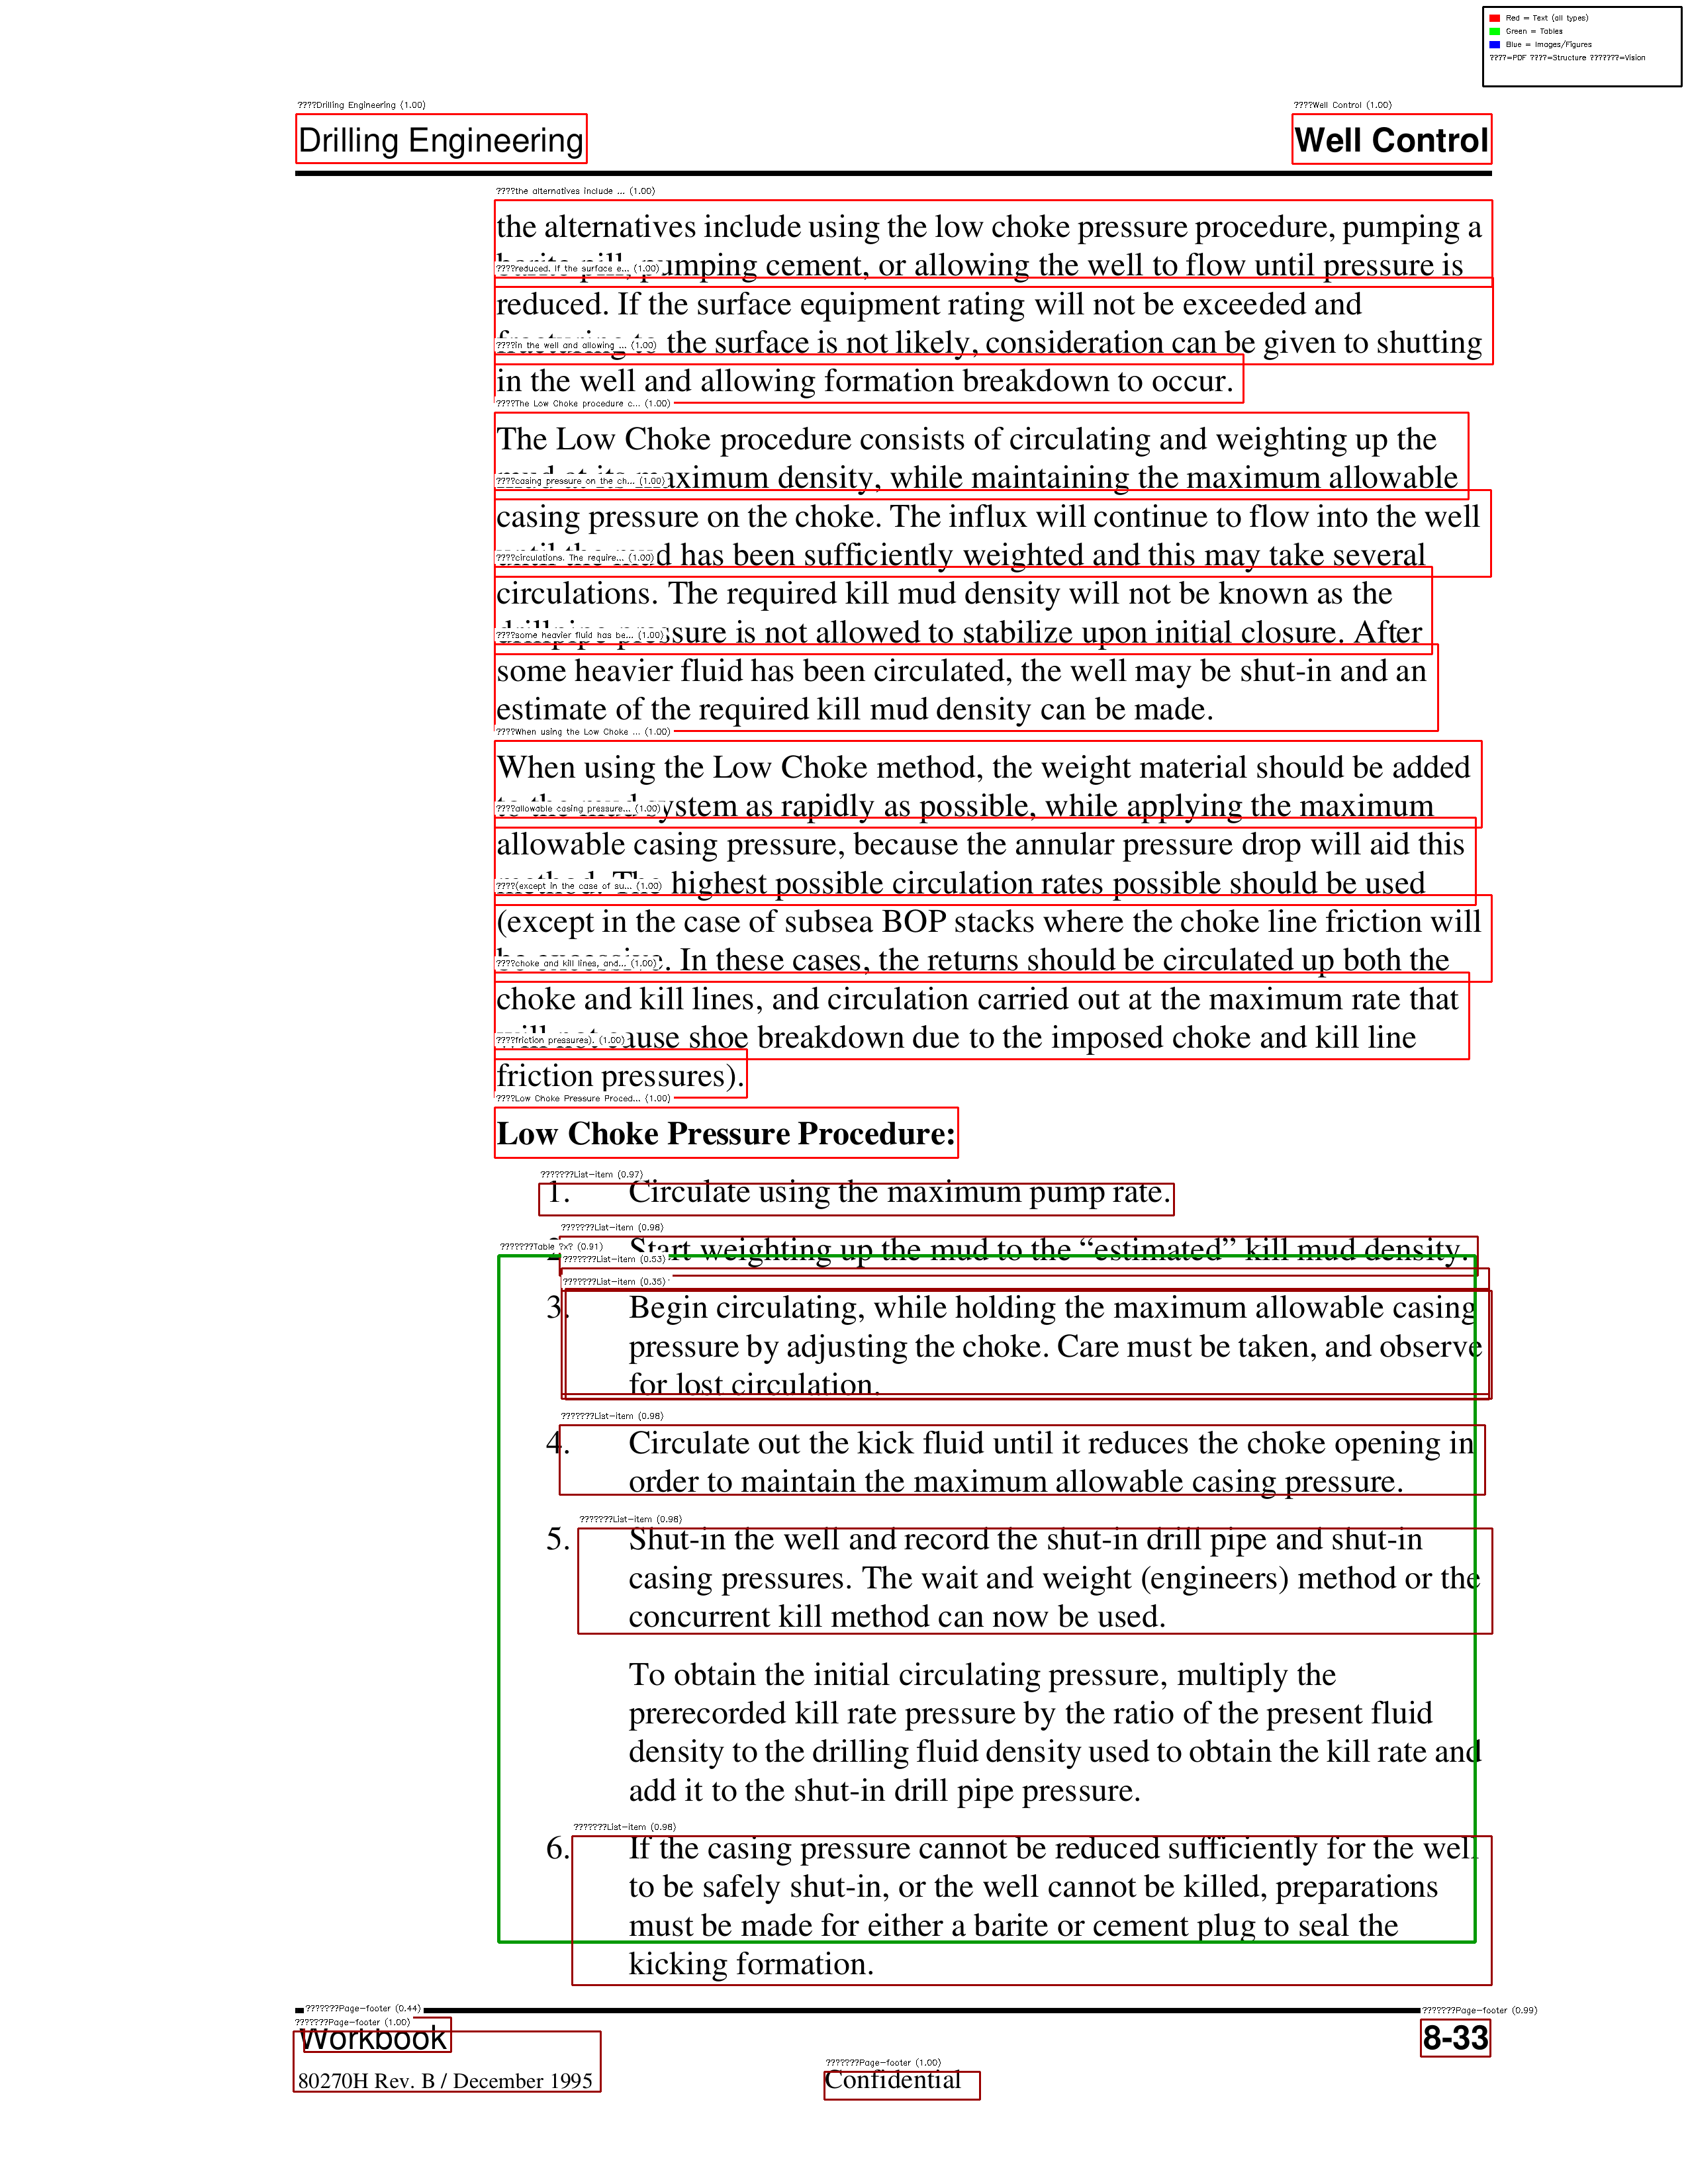 Red = Text (all types)
Green = Tables
Blue = Images/Figures
????=PDF ????=Structure ???????=Vision
????Drilling Engineering (1.00)
????Well Control (1.00)
Drilling Engineering
Well Control
????the alternatives include ... (1.00)
the alternatives include using the low choke pressure procedure, pumping a
barite pill, pumping cement, or allowing the well to flow until pressure is
????reduced. If the surface e... (1.00)
reduced. If the surface equipment rating will not be exceeded and
fracturing to the surface is not likely, consideration can be given to shutting
????in the well and allowing ... (1.00)
in the well and allowing formation breakdown to occur.
????The Low Choke procedure c... (1.00)
The Low Choke procedure consists of circulating and weighting up the
mud at its maximum density, while maintaining the maximum allowable
????casing pressure on the ch... (1.00)
casing pressure on the choke. The influx will continue to flow into the well
until the mud has been sufficiently weighted and this may take several
????circulations. The require... (1.00)
circulations. The required kill mud density will not be known as the
drillpipe pressure is not allowed to stabilize upon initial closure. After
????some heavier fluid has be... (1.00)
some heavier fluid has been circulated, the well may be shut-in and an
estimate of the required kill mud density can be made.
????When using the Low Choke ... (1.00)
When using the Low Choke method, the weight material should be added
to the mud system as rapidly as possible, while applying the maximum
????allowable casing pressure... (1.00)
allowable casing pressure, because the annular pressure drop will aid this
method. The highest possible circulation rates possible should be used
????(except in the case of su... (1.00)
(except in the case of subsea BOP stacks where the choke line friction will
be excessive. In these cases, the returns should be circulated up both the
????choke and kill lines, and... (1.00)
choke and kill lines, and circulation carried out at the maximum rate that
will not cause shoe breakdown due to the imposed choke and kill line
????friction pressures). (1.00)
friction pressures).
????Low Choke Pressure Proced... (1.00)
Low Choke Pressure Procedure:
???????List-item (0.97)
1. Circulate using the maximum pump rate.
???????List-item (0.98)
2. Start weighting up the mud to the “estimated” kill mud density.
???????Table ?x? (0.91)
???????List-item (0.53)
???????List-item (0.35)
3. Begin circulating, while holding the maximum allowable casing
pressure by adjusting the choke. Care must be taken, and observe
for lost circulation.
???????List-item (0.98)
4. Circulate out the kick fluid until it reduces the choke opening in
order to maintain the maximum allowable casing pressure.
???????List-item (0.98)
5. Shut-in the well and record the shut-in drill pipe and shut-in
casing pressures. The wait and weight (engineers) method or the
concurrent kill method can now be used.
To obtain the initial circulating pressure, multiply the
prerecorded kill rate pressure by the ratio of the present fluid
density to the drilling fluid density used to obtain the kill rate and
add it to the shut-in drill pipe pressure.
???????List-item (0.98)
6. If the casing pressure cannot be reduced sufficiently for the well
to be safely shut-in, or the well cannot be killed, preparations
must be made for either a barite or cement plug to seal the
kicking formation.
???????Page-footer (0.44)
???????Page-footer (0.99)
???????Page-footer (1.00)
Workbook
8-33
???????Page-footer (1.00)
80270H Rev. B / December 1995
Confidential